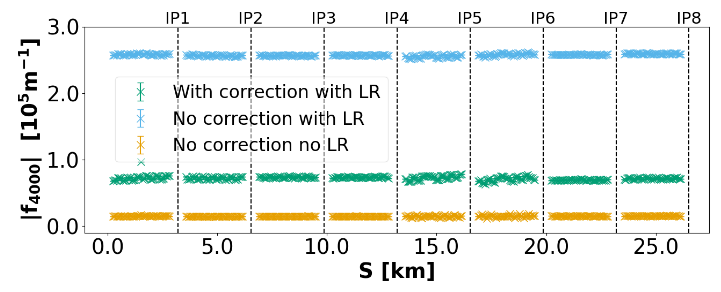 IP1 IP2 IP3 IP4 IP5 IP6 IP7 IP8
3.0
2.0
1.0
0.0
|f₄₀₀₀| [10⁵m⁻¹]
With correction with LR
No correction with LR
No correction no LR
0.0 5.0 10.0 15.0 20.0 25.0
S [km]